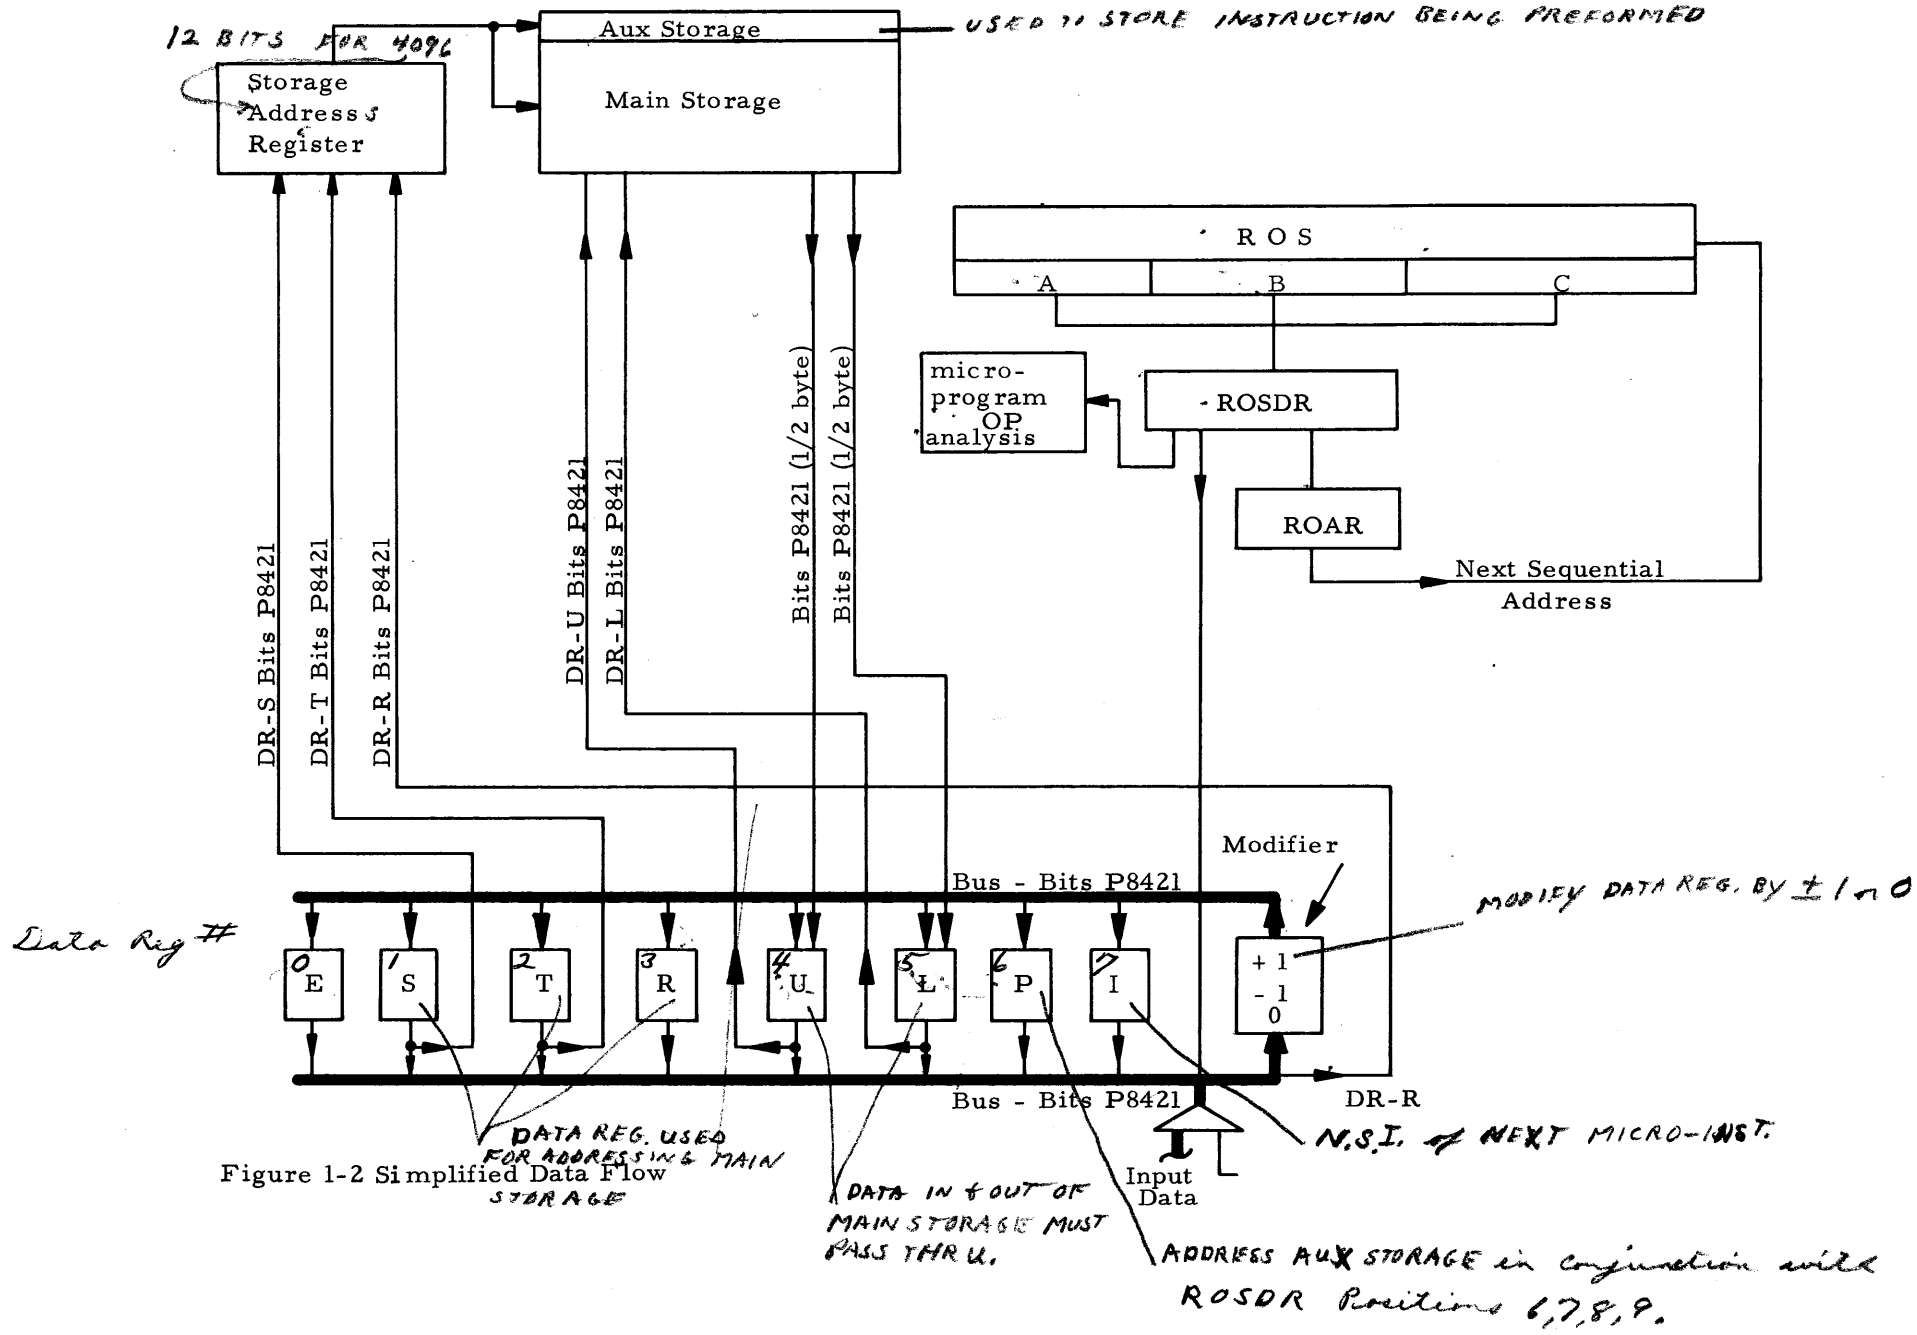 USED TO STORE INSTRUCTION BEING PREFORMED
12 BITS FOR 4096
Aux Storage
Main Storage
Storage
Address
Register
R O S
A B C
micro-
program
OP
analysis
ROSDR
ROAR
Next Sequential
Address
DR-S Bits P8421
DR-T Bits P8421
DR-R Bits P8421
DR-U Bits P8421
DR-L Bits P8421
Bits P8421 (1/2 byte)
Bits P8421 (1/2 byte)
Modifier
MODIFY DATA REG. BY ± 1 or 0
Bus - Bits P8421
Data Reg #
0 1 2 3 4 5 6 7
E S T R U L P I
+ 1
- 1
0
Bus - Bits P8421
DR-R
Input
Data
N.S.I. of NEXT MICRO-INST.
DATA REG. USED
FOR ADDRESSING MAIN
STORAGE
Figure 1-2 Simplified Data Flow
DATA IN & OUT OF
MAIN STORAGE MUST
PASS THRU.
ADDRESS AUX STORAGE in conjunction with
ROSDR Positions 6,7,8,9.